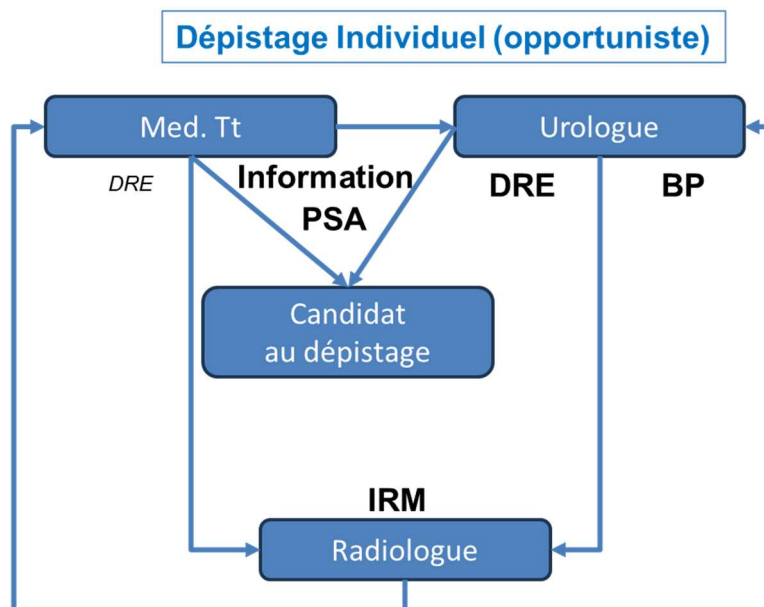 Dépistage Individuel (opportuniste)
Med. Tt
Urologue
DRE
Information
PSA
DRE
BP
Candidat
au dépistage
IRM
Radiologue